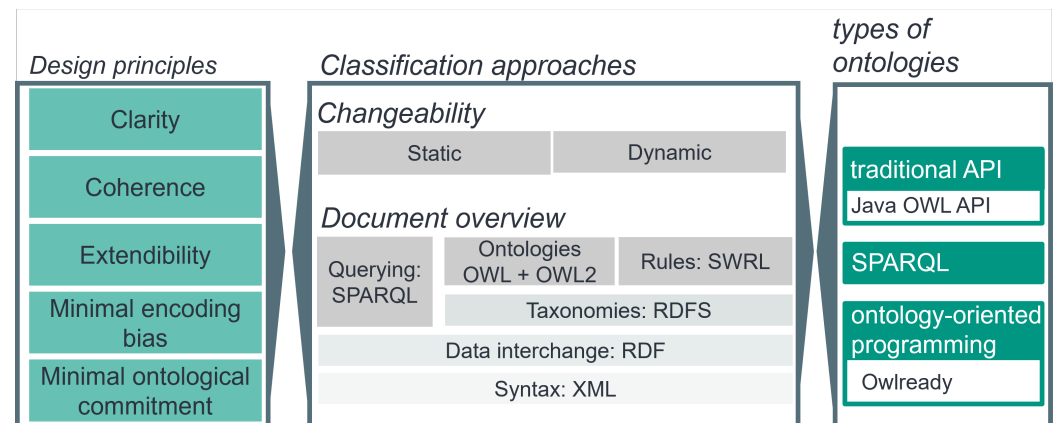 Design principles
Clarity
Coherence
Extendibility
Minimal encoding
bias
Minimal ontological
commitment
Classification approaches
Changeability
Static
Dynamic
Document overview
Querying:
SPARQL
Ontologies
OWL + OWL2
Rules: SWRL
Taxonomies: RDFS
Data interchange: RDF
Syntax: XML
types of
ontologies
traditional API
Java OWL API
SPARQL
ontology-oriented
programming
Owlready